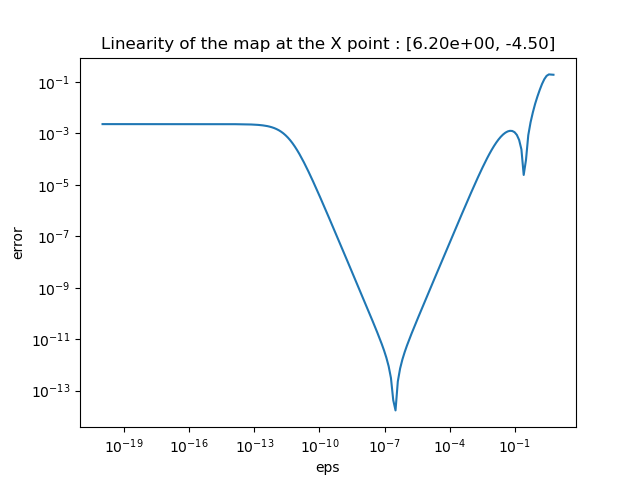 Linearity of the map at the X point : [6.20e+00, -4.50]
error
10⁻¹
10⁻³
10⁻⁵
10⁻⁷
10⁻⁹
10⁻¹¹
10⁻¹³
10⁻¹⁹ 10⁻¹⁶ 10⁻¹³ 10⁻¹⁰ 10⁻⁷ 10⁻⁴ 10⁻¹
eps